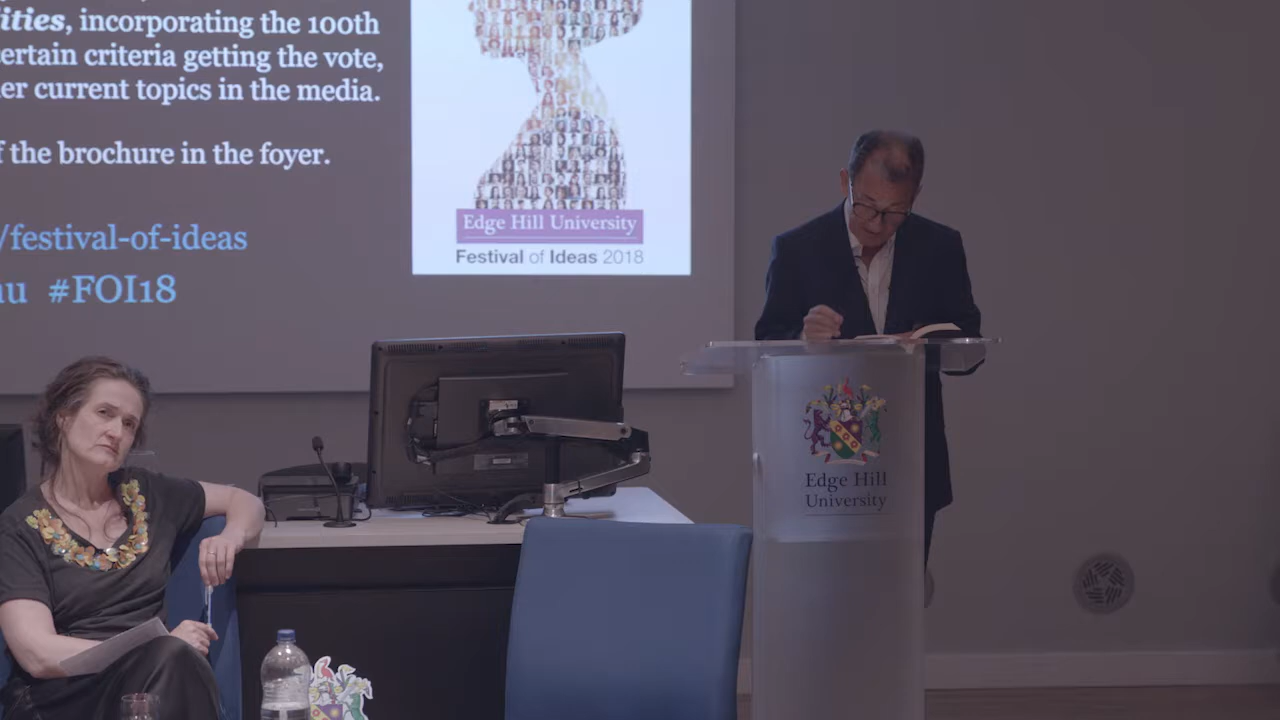 ities, incorporating the 100th
ertain criteria getting the vote,
er current topics in the media.
f the brochure in the foyer.
/festival-of-ideas
#FOI18
Edge Hill University
Festival of Ideas 2018
Edge Hill
University